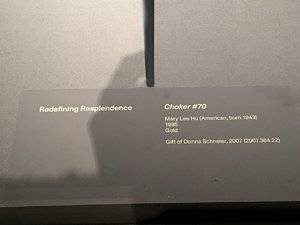 Redefining Resplendence
Choker #70
Mary Lee Hu (American, born 1943)
1985
Gold
Gift of Donna Schneier, 2007 (2007.384.22)